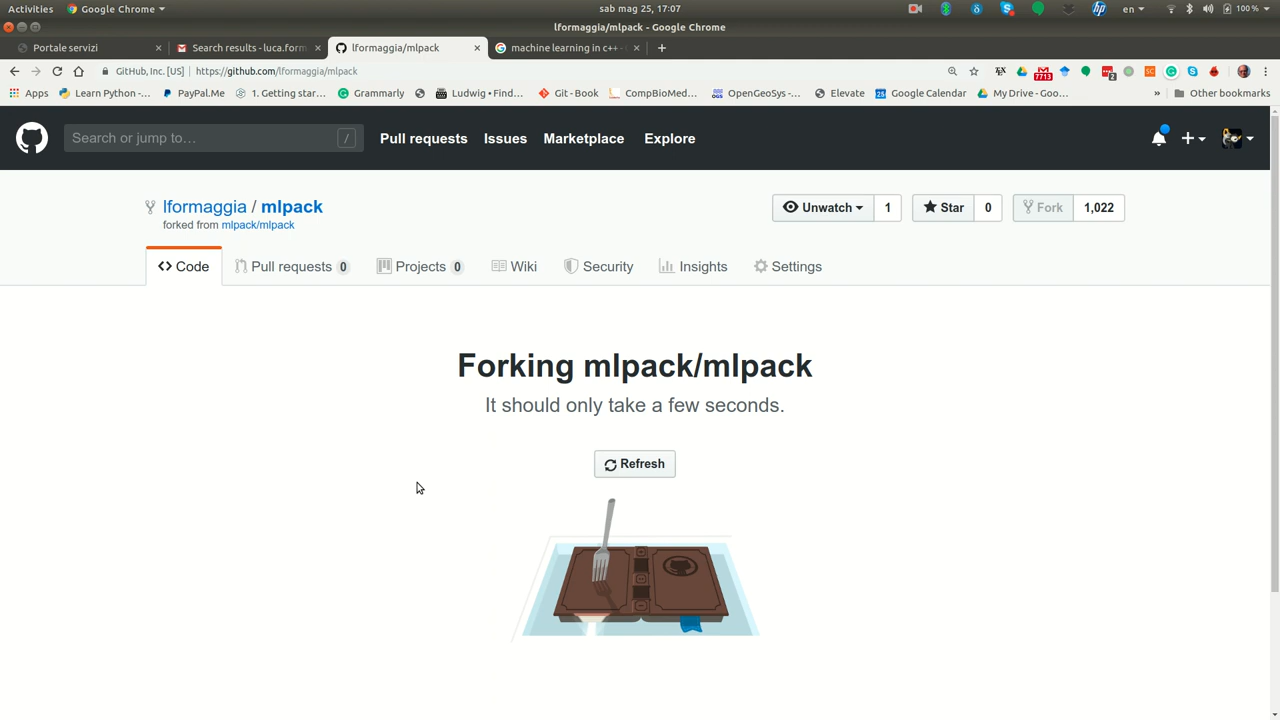 Activities Google Chrome sab mag 25, 17:07 en 100 %
lformaggia/mlpack - Google Chrome
Portale servizi Search results - luca.form lformaggia/mlpack machine learning in c++ -
GitHub, Inc. [US] https://github.com/lformaggia/mlpack 7713 2
Apps Learn Python -... PayPal.Me 1. Getting star... Grammarly Ludwig • Find... Git - Book CompBioMed... OpenGeoSys -... Elevate Google Calendar My Drive - Goo... » Other bookmarks
Search or jump to... / Pull requests Issues Marketplace Explore
lformaggia / mlpack Unwatch 1 Star 0 Fork 1,022
forked from mlpack/mlpack
Code Pull requests 0 Projects 0 Wiki Security Insights Settings
Forking mlpack/mlpack
It should only take a few seconds.
Refresh